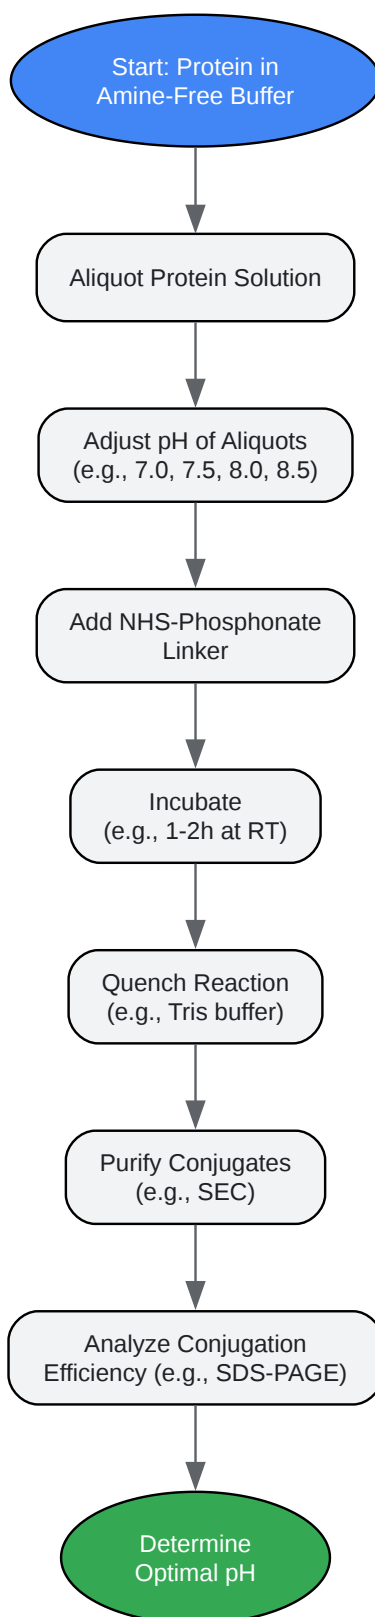 Start: Protein in
Amine-Free Buffer
Aliquot Protein Solution
Adjust pH of Aliquots
(e.g., 7.0, 7.5, 8.0, 8.5)
Add NHS-Phosphonate
Linker
Incubate
(e.g., 1-2h at RT)
Quench Reaction
(e.g., Tris buffer)
Purify Conjugates
(e.g., SEC)
Analyze Conjugation
Efficiency (e.g., SDS-PAGE)
Determine
Optimal pH